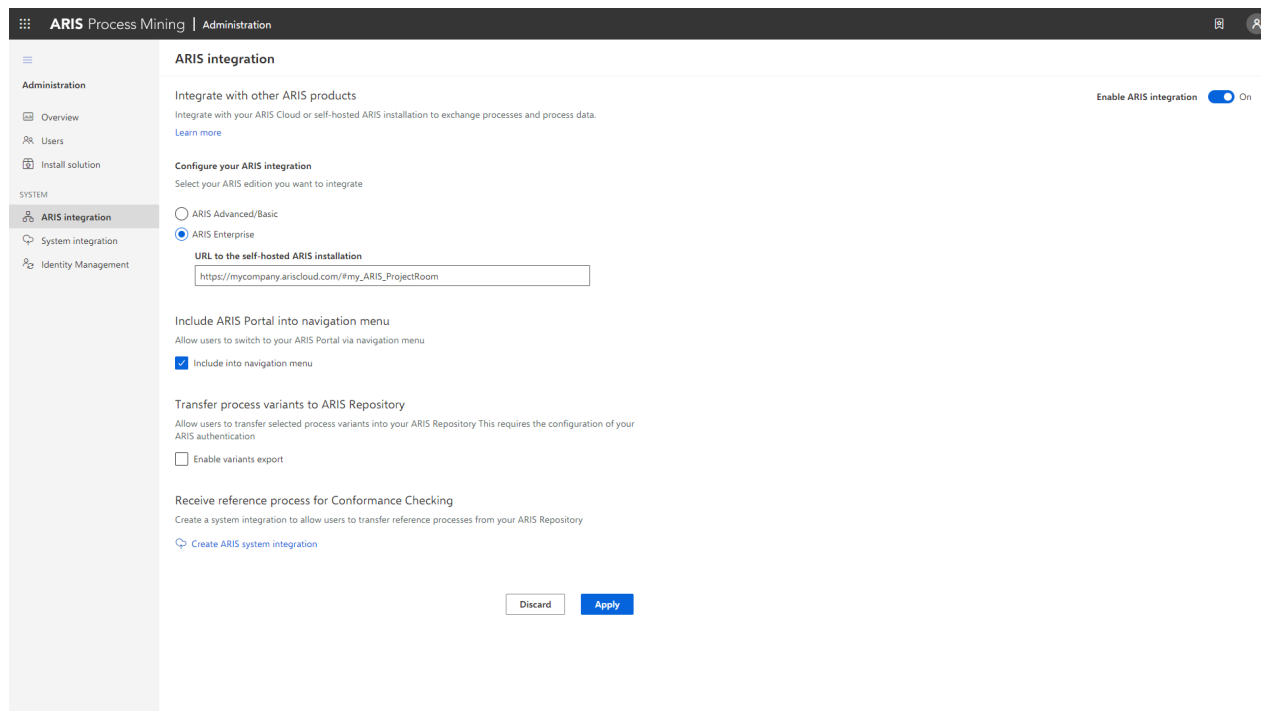 ARIS Process Mining | Administration
Administration
Overview
Users
Install solution
SYSTEM
ARIS integration
System integration
Identity Management
ARIS integration
Integrate with other ARIS products
Enable ARIS integration On
Integrate with your ARIS Cloud or self-hosted ARIS installation to exchange processes and process data.
Learn more
Configure your ARIS integration
Select your ARIS edition you want to integrate
ARIS Advanced/Basic
ARIS Enterprise
URL to the self-hosted ARIS installation
https://mycompany.ariscloud.com/#my_ARIS_ProjectRoom
Include ARIS Portal into navigation menu
Allow users to switch to your ARIS Portal via navigation menu
Include into navigation menu
Transfer process variants to ARIS Repository
Allow users to transfer selected process variants into your ARIS Repository This requires the configuration of your
ARIS authentication
Enable variants export
Receive reference process for Conformance Checking
Create a system integration to allow users to transfer reference processes from your ARIS Repository
Create ARIS system integration
Discard Apply